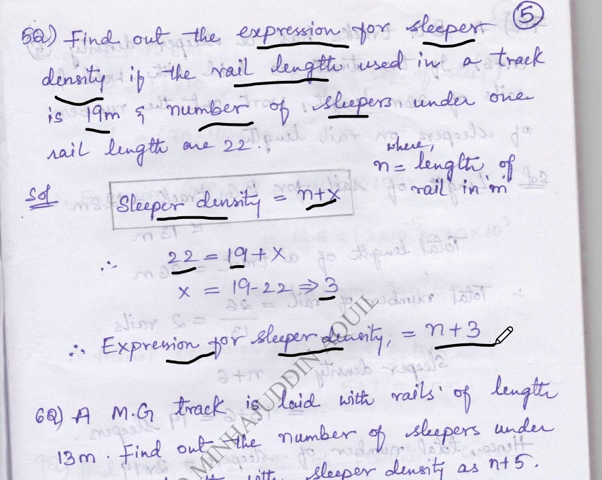 5
5Q) Find out the expression for sleeper
density if the rail length used in a track
is 19m & number of sleepers under one
rail length are 22.
where,
n = length of
rail in 'm'
Sol
Sleeper density = n+x
∴ 22 = 19 + x
x = 19-22 ⇒ 3
∴ Expression for sleeper density, = n+3
MINHAJUDDIN AQUIL
6Q) A M.G track is laid with rails of length
13m. Find out the number of sleepers under
with sleeper density as n+5.